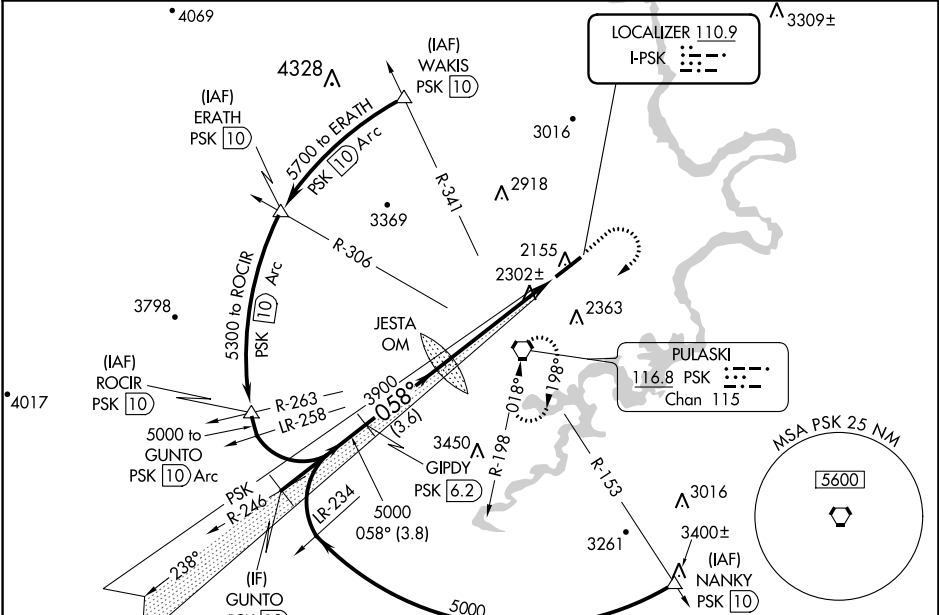 4069
3309±
LOCALIZER 110.9
I-PSK
(IAF)
WAKIS
PSK 10
4328
(IAF)
ERATH
PSK 10
5700 to ERATH
PSK 10 Arc
3016
R-341
2918
3369
R-306
2155
2302±
5300 to ROCIR
PSK 10 Arc
3798
2363
JESTA
OM
PULASKI
116.8 PSK
Chan 115
(IAF)
ROCIR
PSK 10
4017
R-263
LR-258
3900
058°
(3.6)
018°
198°
5000 to
GUNTO
PSK 10 Arc
3450
GIPDY
PSK 6.2
R-198
R-153
MSA PSK 25 NM
5600
PSK
R-246
LR-234
5000
058° (3.8)
3016
3261
3400±
238°
(IF)
GUNTO
(IAF)
NANKY
PSK 10
5000